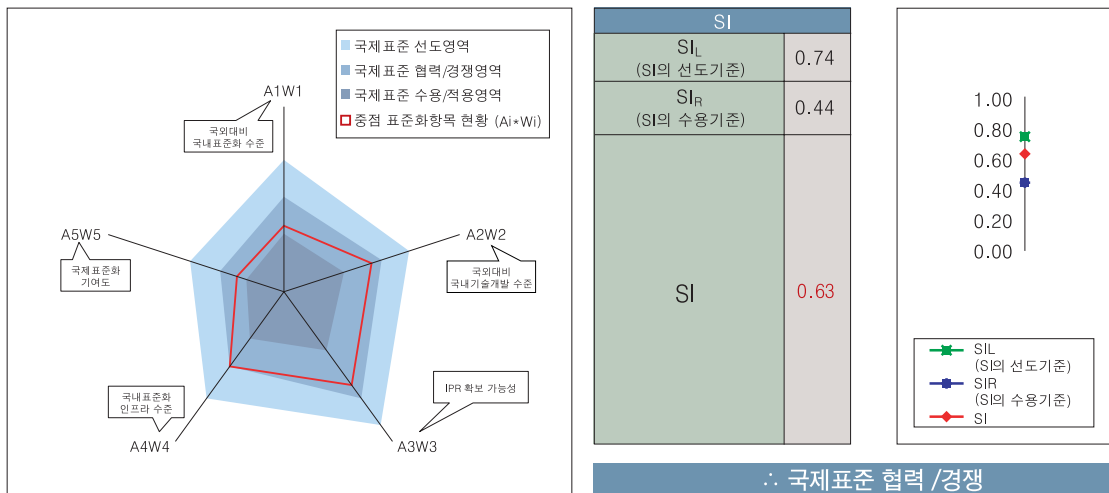 국제표준 선도영역
국제표준 협력/경쟁영역
국제표준 수용/적용영역
중점 표준화항목 현황 (Ai*Wi)
A1W1
국외대비
국내표준화 수준
A2W2
국외대비
국내기술개발 수준
A5W5
국제표준화
기여도
국내표준화
인프라 수준
A4W4
IPR 확보 가능성
A3W3
SI
SIL
(SI의 선도기준)
0.74
SIR
(SI의 수용기준)
0.44
SI
0.63
1.00
0.80
0.60
0.40
0.20
0.00
SIL
(SI의 선도기준)
SIR
(SI의 수용기준)
SI
∴ 국제표준 협력 /경쟁